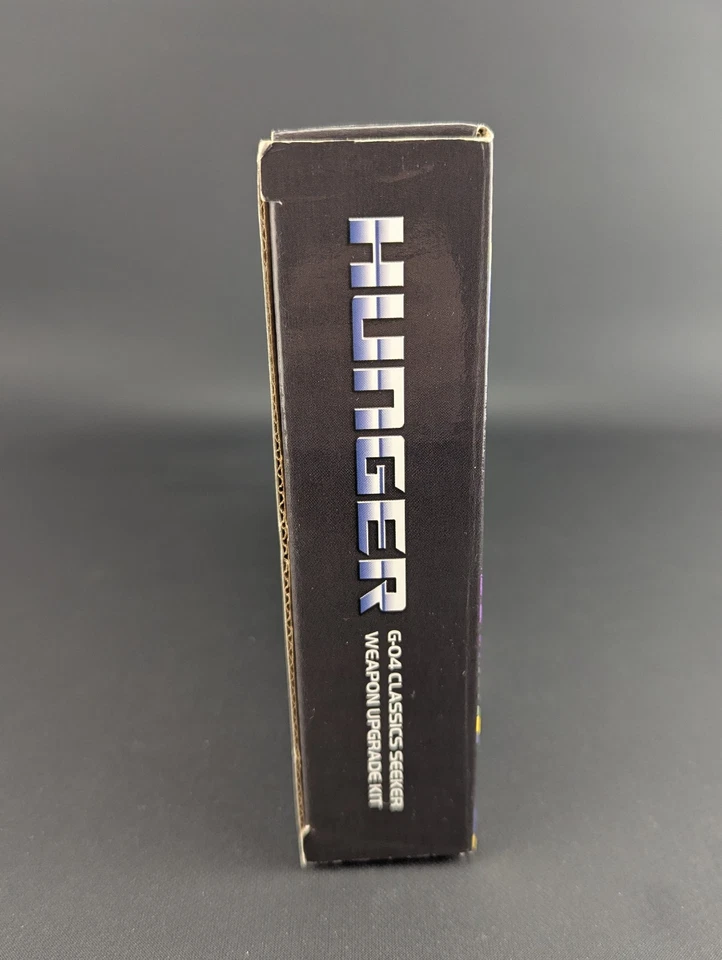 HUNGER
G-04 CLASSICS SEEKER
WEAPON UPGRADE KIT